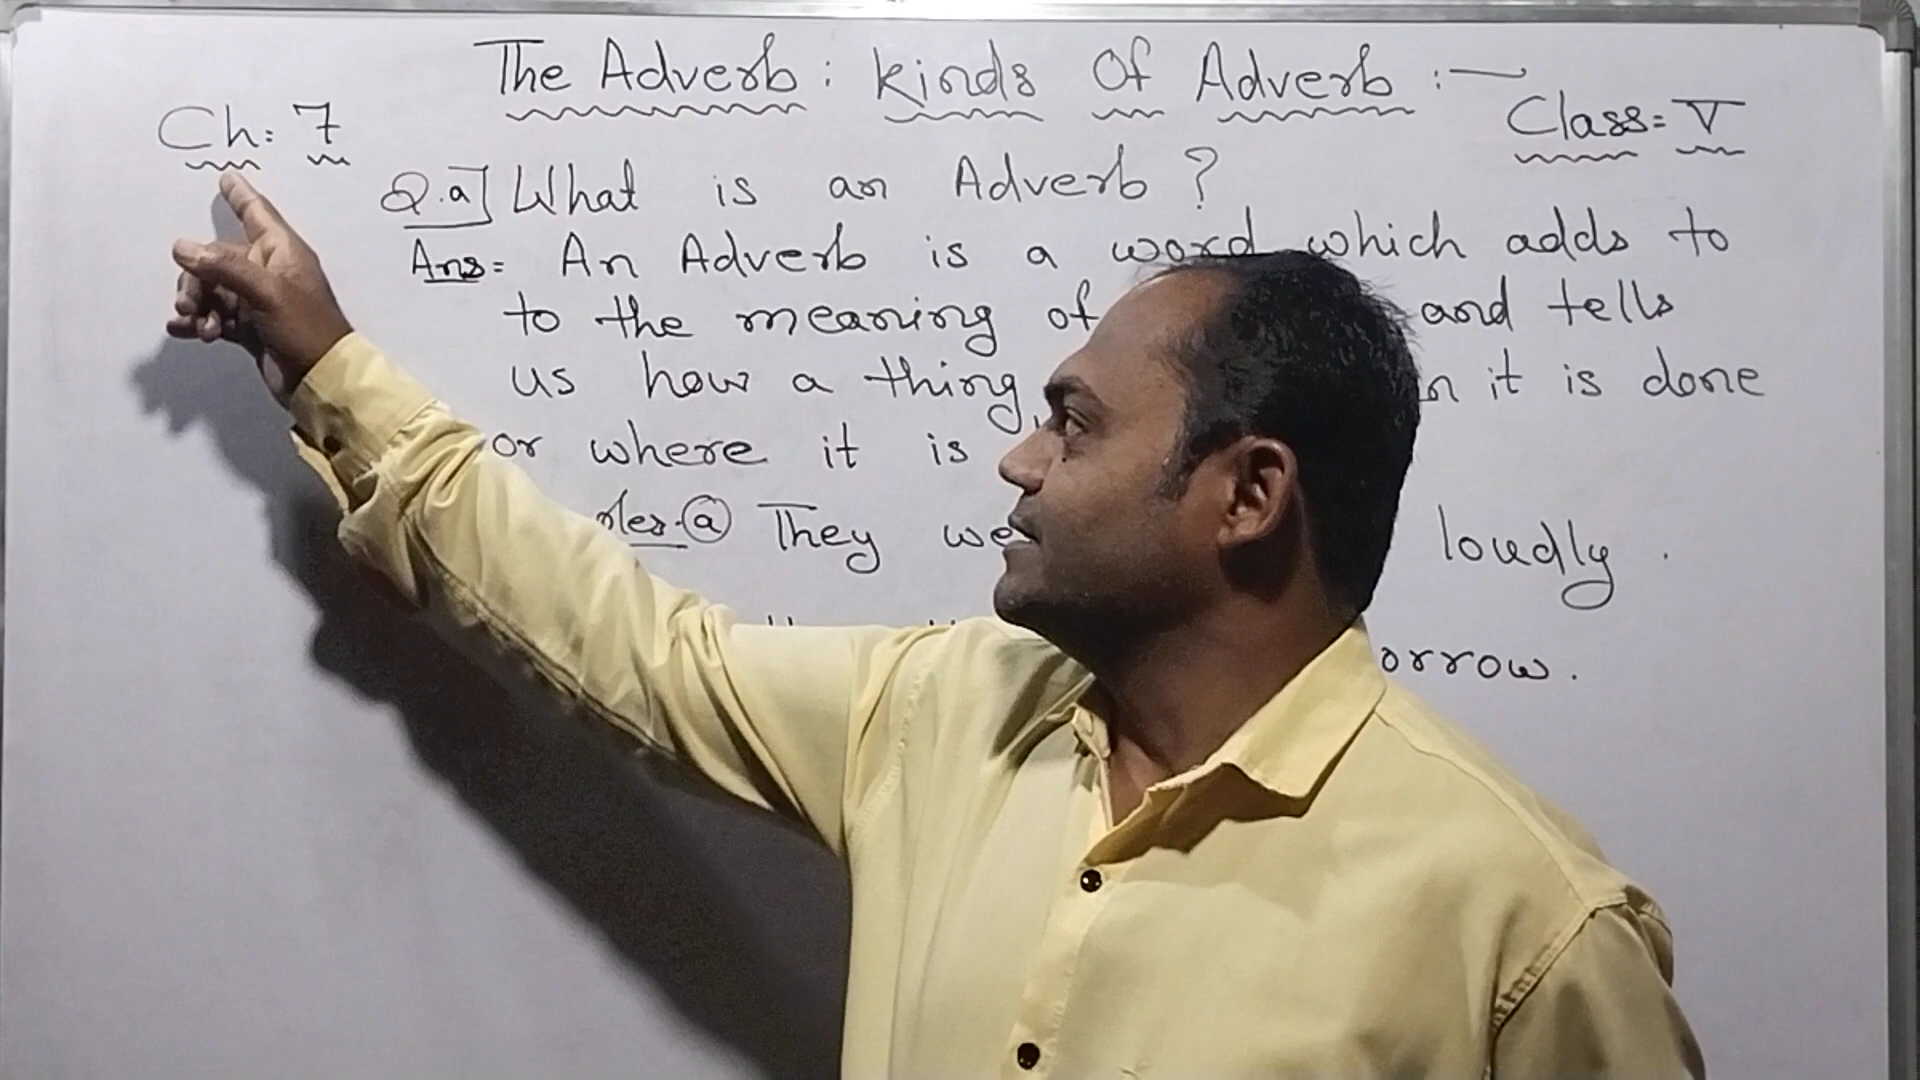 The Adverb : Kinds Of Adverb :-
Ch: 7
Class = V
Q.a] What is an Adverb ?
Ans= An Adverb is a word which adds to
to the meaning of and tells
us how a thing, it is done
or where it is
a They loudly .